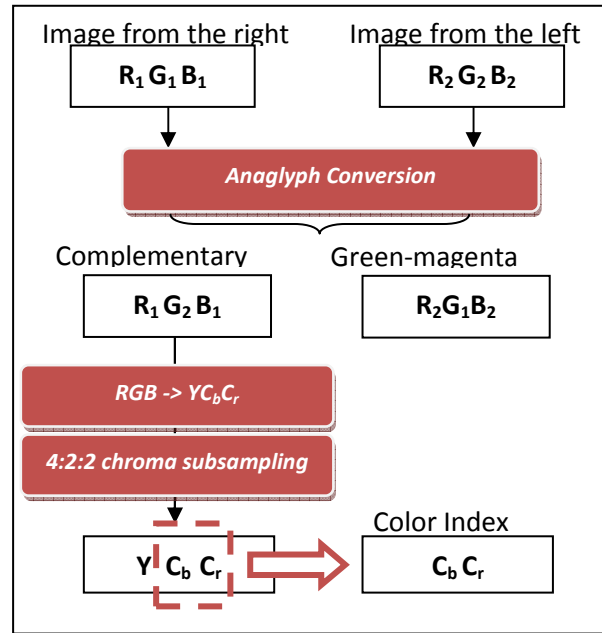 Image from the right
Image from the left
R₁ G₁ B₁
R₂ G₂ B₂
Anaglyph Conversion
Complementary
Green-magenta
R₁ G₂ B₁
R₂G₁B₂
RGB -> YCbCr
4:2:2 chroma subsampling
Color Index
Y Cb Cr
Cb Cr